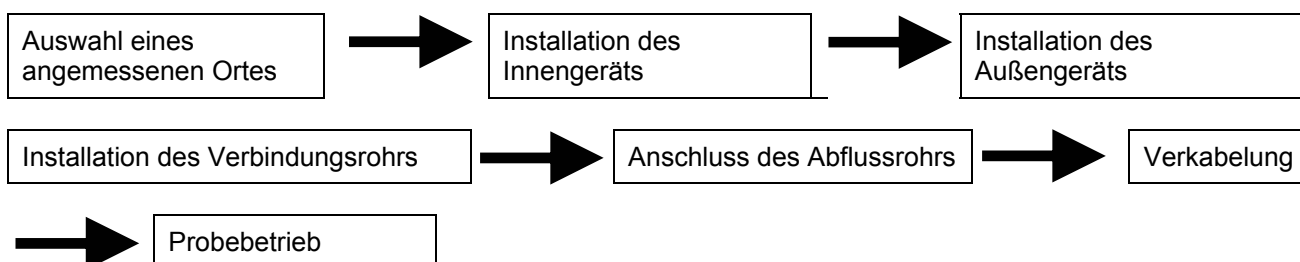 Auswahl eines
angemessenen Ortes
Installation des
Innengeräts
Installation des
Außengeräts
Installation des Verbindungsrohrs
Anschluss des Abflussrohrs
Verkabelung
Probebetrieb